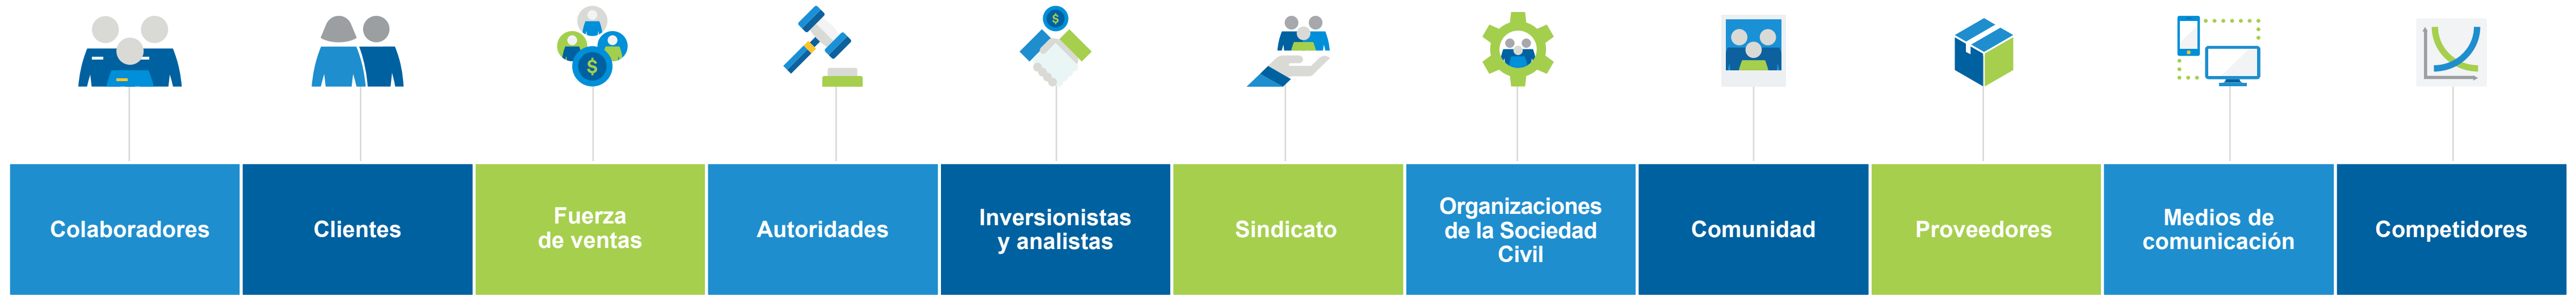 $
$
Colaboradores
Clientes
Fuerza
de ventas
Autoridades
Inversionistas
y analistas
Sindicato
Organizaciones
de la Sociedad
Civil
Comunidad
Proveedores
Medios de
comunicación
Competidores